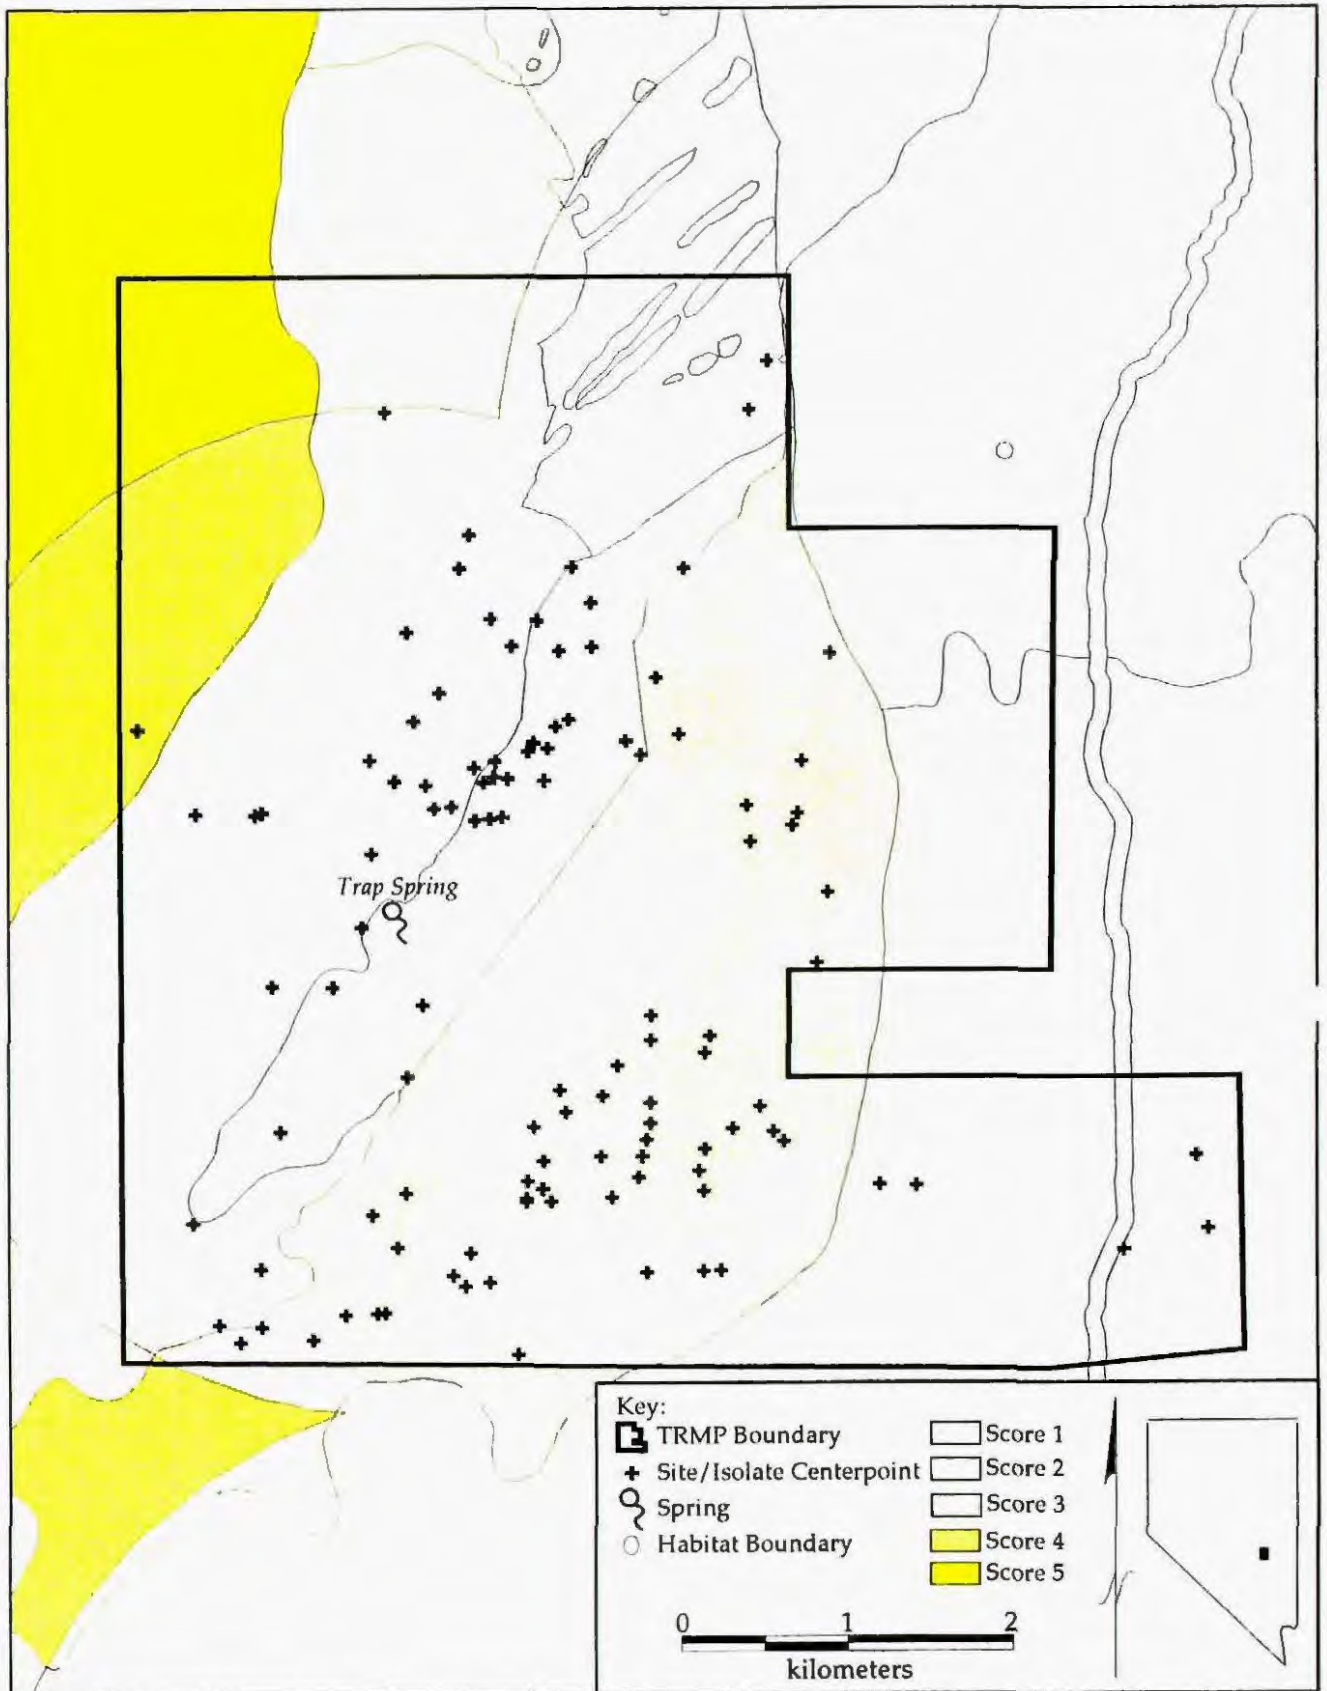 Trap Spring
Key:
TRMP Boundary
Site/Isolate Centerpoint
Spring
Habitat Boundary
Score 1
Score 2
Score 3
Score 4
Score 5
0 1 2
kilometers